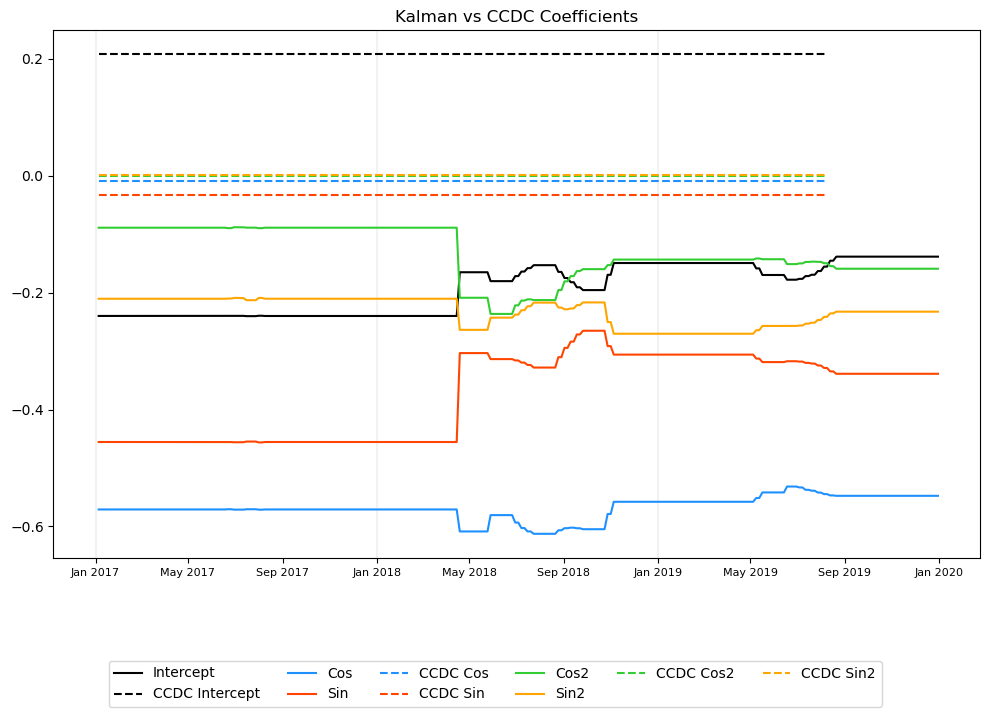 Kalman vs CCDC Coefficients
0.2
0.0
−0.2
−0.4
−0.6
Jan 2017 May 2017 Sep 2017 Jan 2018 May 2018 Sep 2018 Jan 2019 May 2019 Sep 2019 Jan 2020
Intercept Cos CCDC Cos Cos2 CCDC Cos2 CCDC Sin2
CCDC Intercept Sin CCDC Sin Sin2